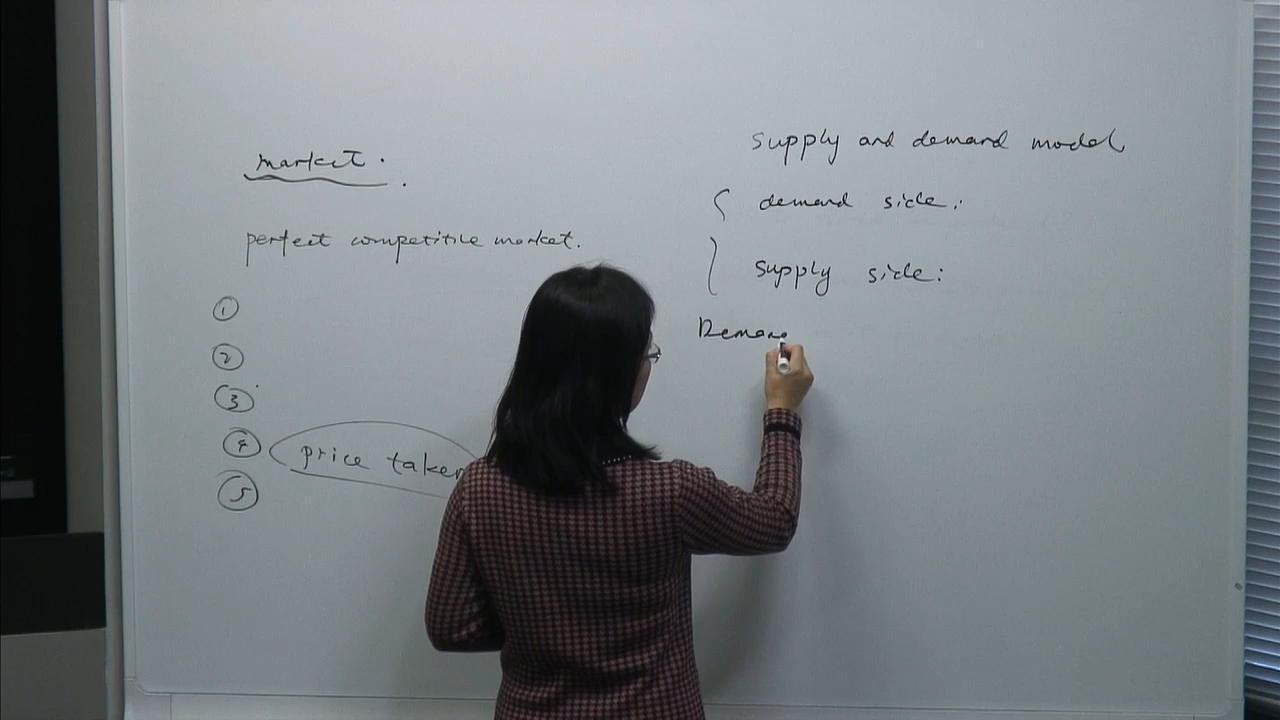 market.
perfect competitive market.
①
②
③
④ price taker
⑤
supply and demand model
demand side:
supply side:
Deman